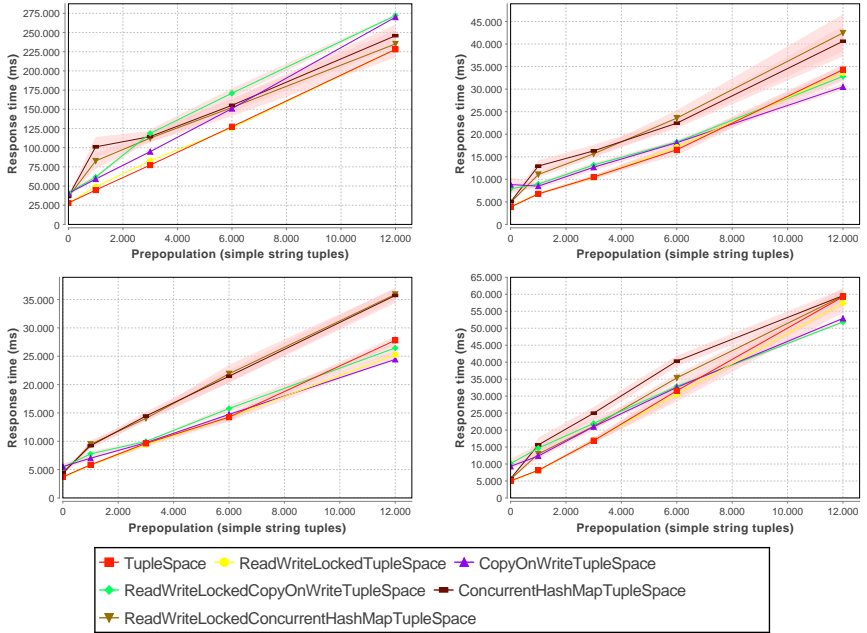 275.000
250.000
225.000
200.000
175.000
150.000
125.000
100.000
75.000
50.000
25.000
0
Response time (ms)
0 2.000 4.000 6.000 8.000 10.000 12.000
Prepopulation (simple string tuples)
45.000
40.000
35.000
30.000
25.000
20.000
15.000
10.000
5.000
0
Response time (ms)
0 2.000 4.000 6.000 8.000 10.000 12.000
Prepopulation (simple string tuples)
35.000
30.000
25.000
20.000
15.000
10.000
5.000
0
Response time (ms)
0 2.000 4.000 6.000 8.000 10.000 12.000
Prepopulation (simple string tuples)
65.000
60.000
55.000
50.000
45.000
40.000
35.000
30.000
25.000
20.000
15.000
10.000
5.000
0
Response time (ms)
0 2.000 4.000 6.000 8.000 10.000 12.000
Prepopulation (simple string tuples)
TupleSpace ReadWriteLockedTupleSpace CopyOnWriteTupleSpace
ReadWriteLockedCopyOnWriteTupleSpace ConcurrentHashMapTupleSpace
ReadWriteLockedConcurrentHashMapTupleSpace